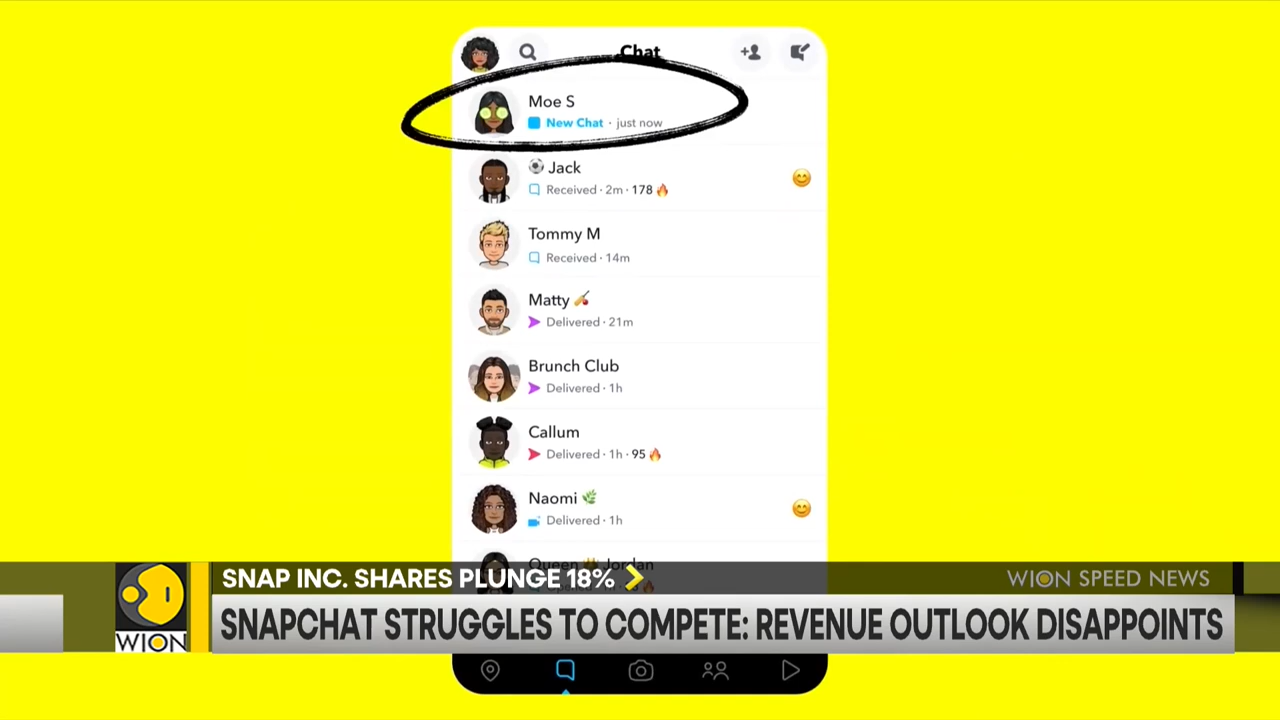 Chat
Moe S
New Chat · just now
⚽ Jack
Received · 2m · 178 🔥
Tommy M
Received · 14m
Matty 🎻
Delivered · 21m
Brunch Club
Delivered · 1h
Callum
Delivered · 1h · 95 🔥
Naomi 🌿
Delivered · 1h
Queen 👑 Jordan
SNAP INC. SHARES PLUNGE 18%
WION SPEED NEWS
WION
SNAPCHAT STRUGGLES TO COMPETE: REVENUE OUTLOOK DISAPPOINTS